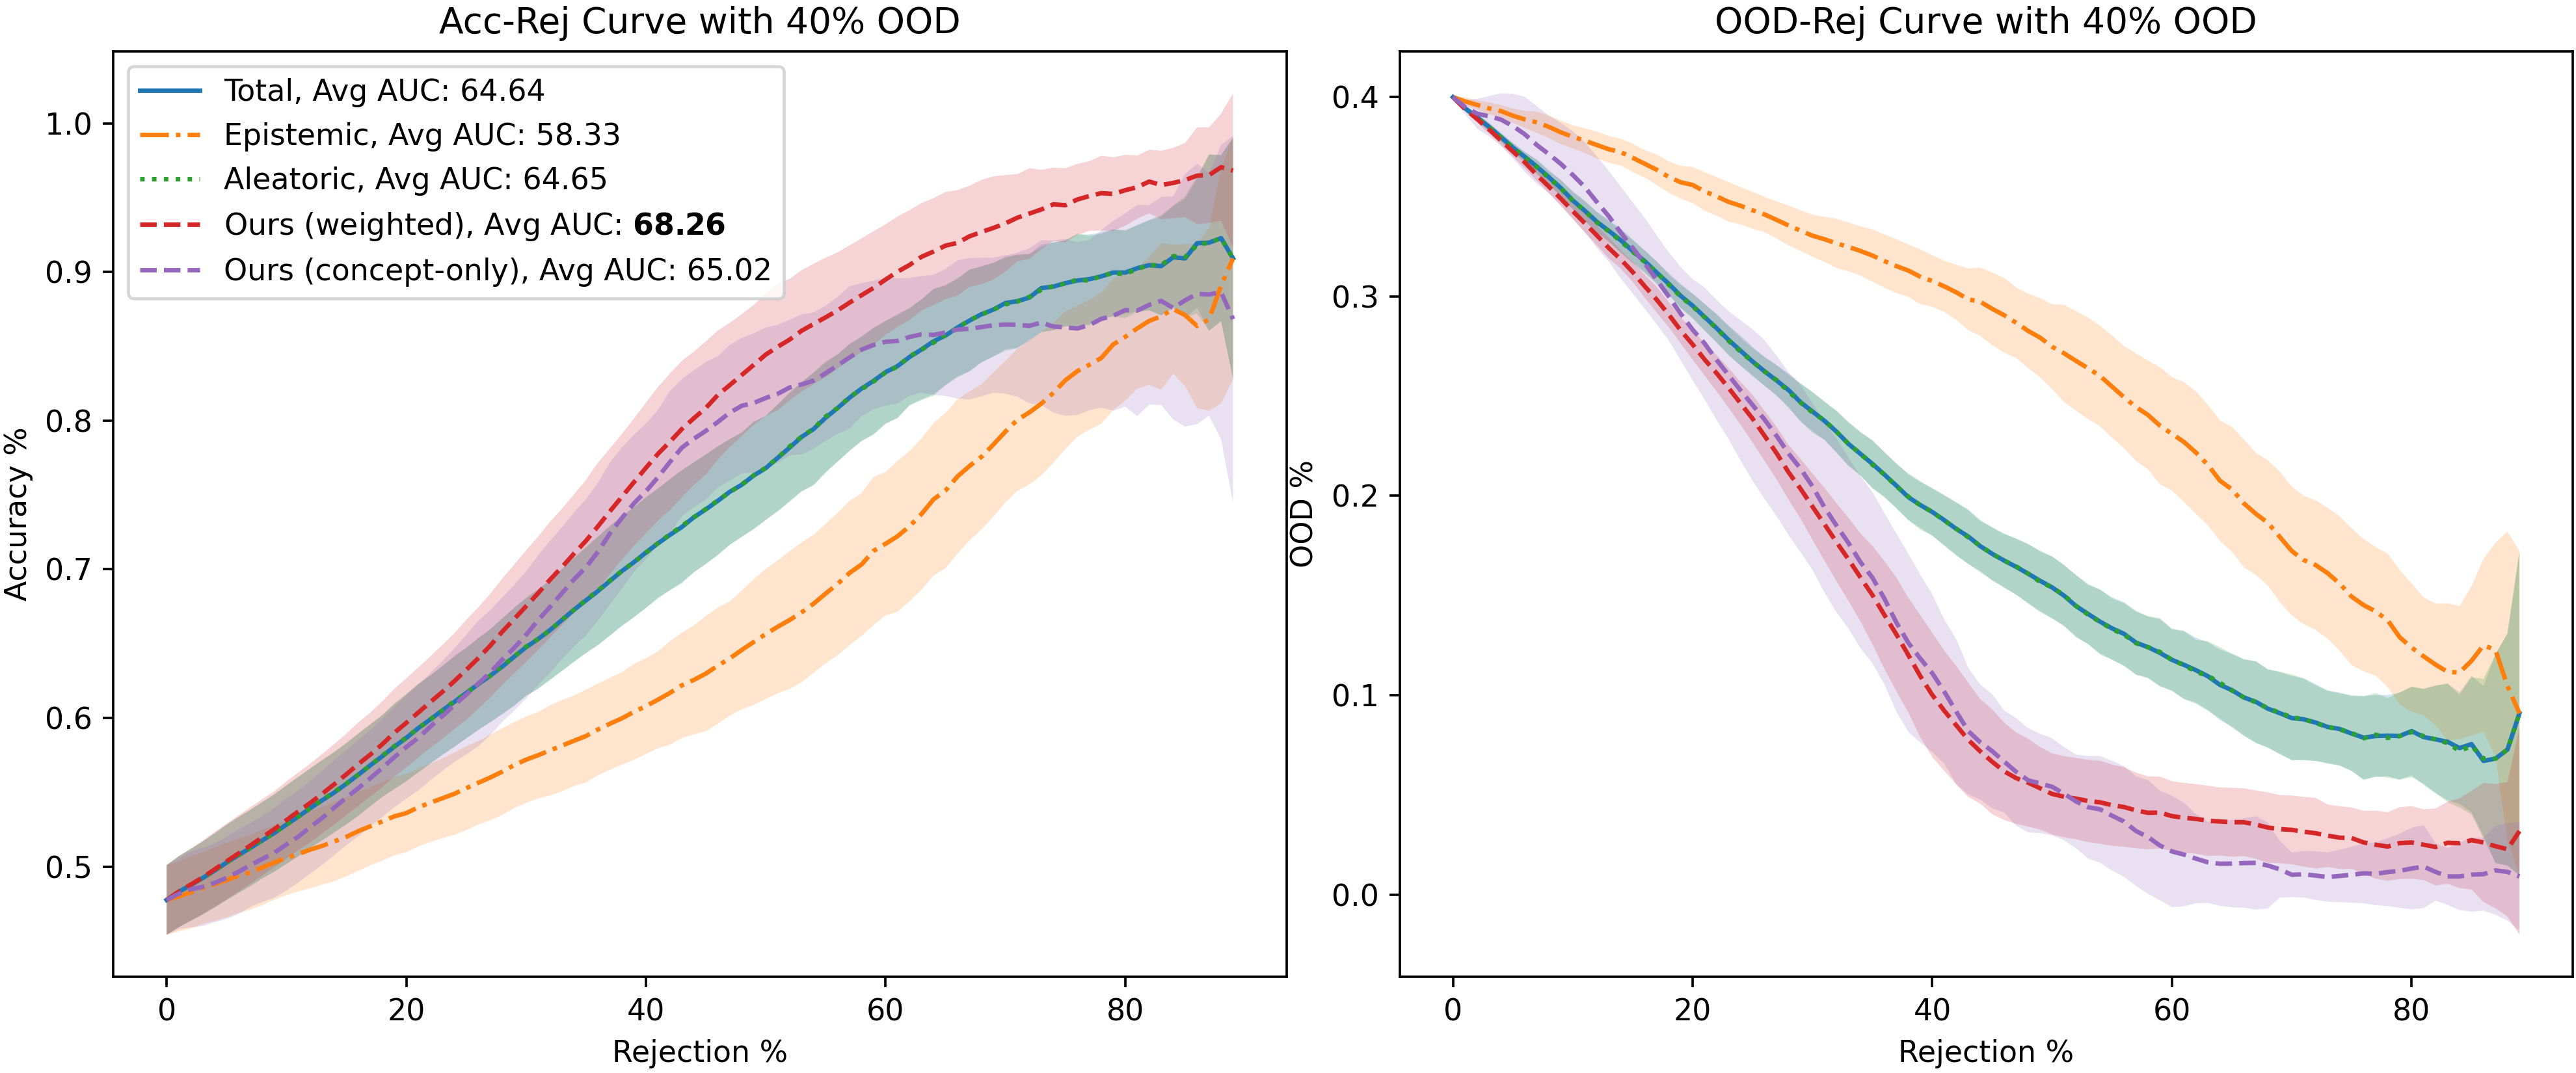 Acc-Rej Curve with 40% OOD
Total, Avg AUC: 64.64
Epistemic, Avg AUC: 58.33
Aleatoric, Avg AUC: 64.65
Ours (weighted), Avg AUC: 68.26
Ours (concept-only), Avg AUC: 65.02
1.0
0.9
0.8
0.7
0.6
0.5
Accuracy %
0 20 40 60 80
Rejection %
OOD-Rej Curve with 40% OOD
0.4
0.3
0.2
0.1
0.0
OOD %
0 20 40 60 80
Rejection %